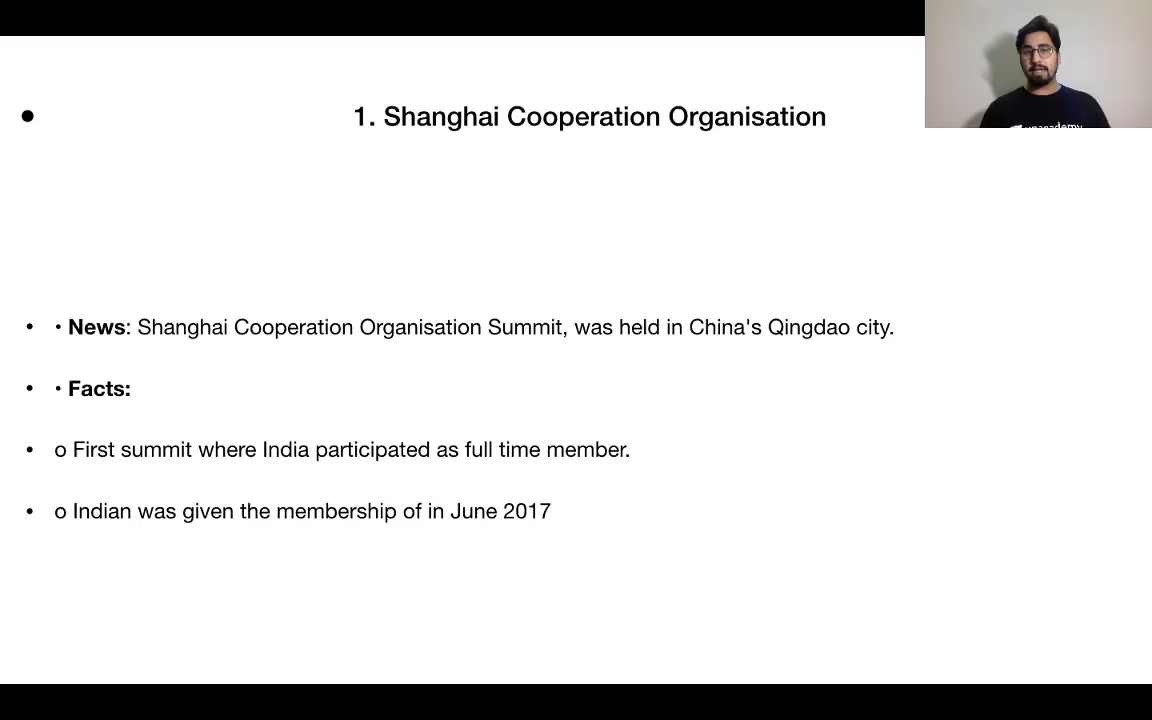 • 1. Shanghai Cooperation Organisation
• • News: Shanghai Cooperation Organisation Summit, was held in China's Qingdao city.
• • Facts:
• o First summit where India participated as full time member.
• o Indian was given the membership of in June 2017